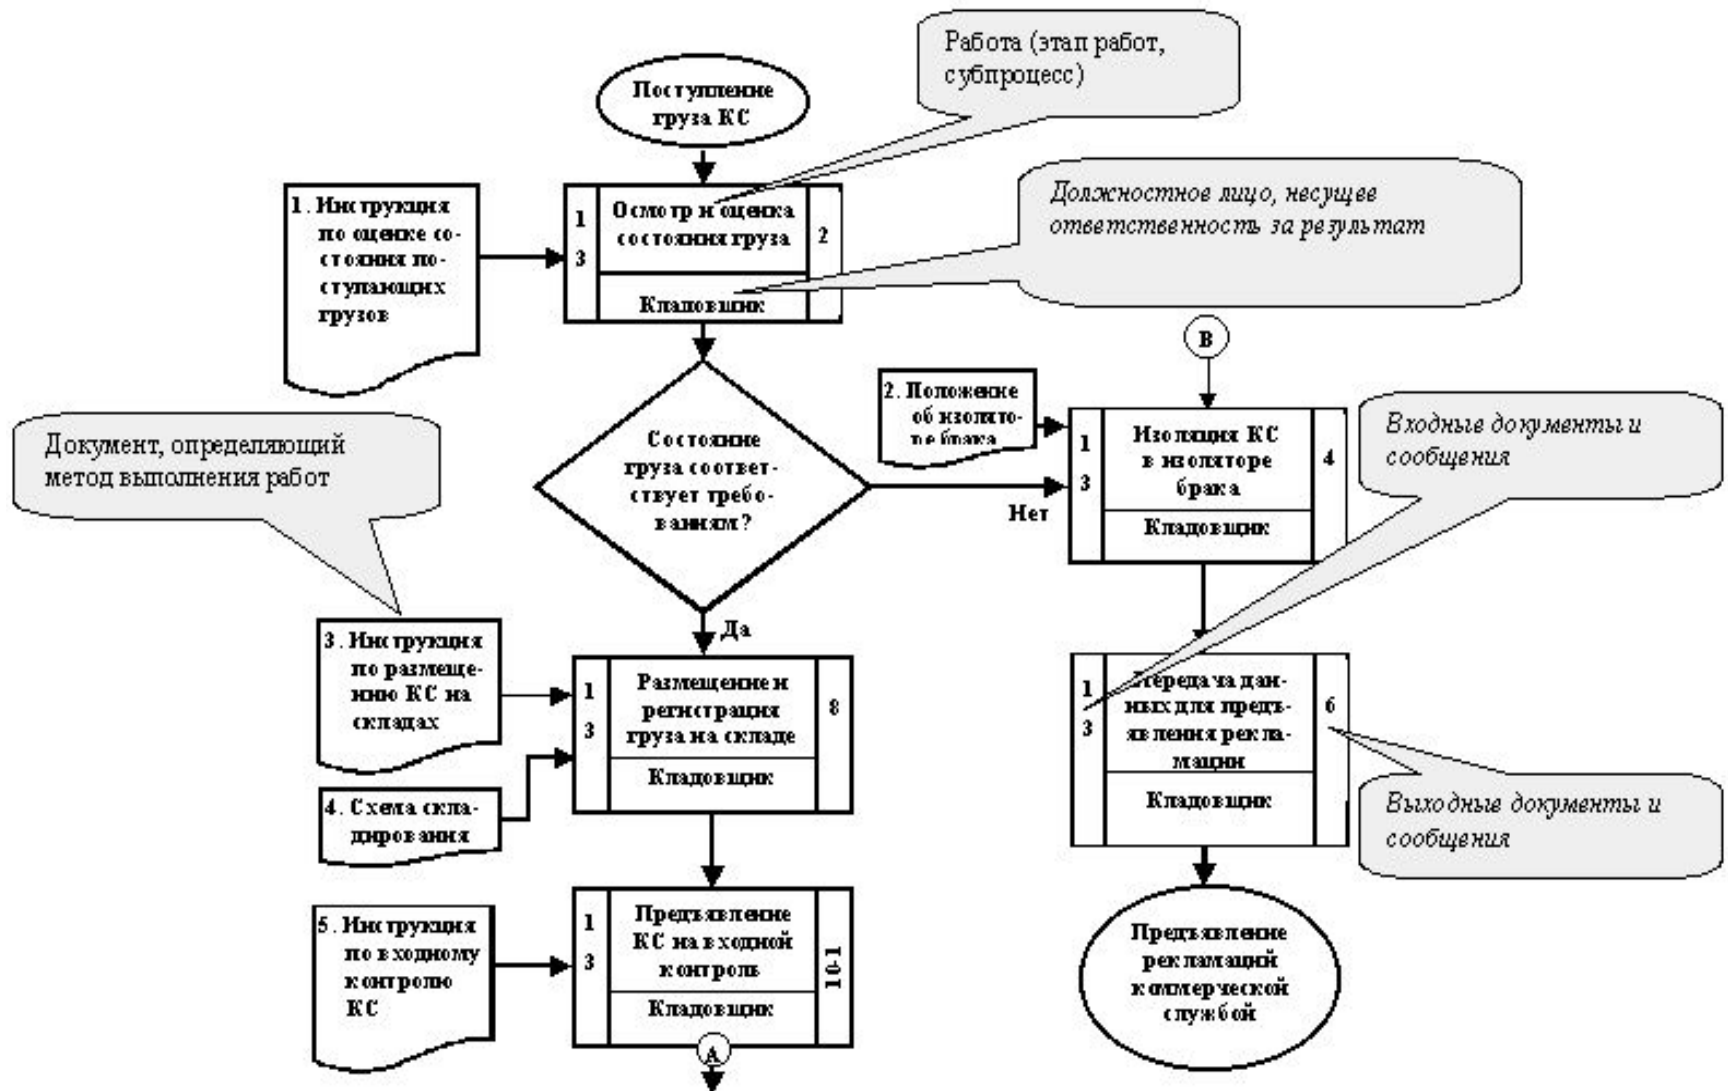 Работа (этап работ,
субпроцесс)
Поступление
груза КС
1. Инструкция
по оценке со-
стояния по-
ступающих
грузов
1
3
Осмотр и оценка
состояния груза
2
Кладовщик
Должностное лицо, несущее
ответственность за результат
В
Документ, определяющий
метод выполнения работ
Состояние
груза соответ-
ствует требо-
ваниям?
Нет
Да
2. Положение
об изолято-
ре брака
1
3
Изоляция КС
в изоляторе
брака
4
Кладовщик
Входные документы и
сообщения
3. Инструкция
по размеще-
нию КС на
складах
4. Схема скла-
дирования
1
3
Размещение и
регистрация
груза на складе
8
Кладовщик
1
3
Передача дан-
ных для предъ-
явления рекла-
мации
6
Кладовщик
Выходные документы и
сообщения
5. Инструкция
по входному
контролю
КС
1
3
Предъявление
КС на входной
контроль
10-1
Кладовщик
А
Предъявление
рекламаций
коммерческой
службой